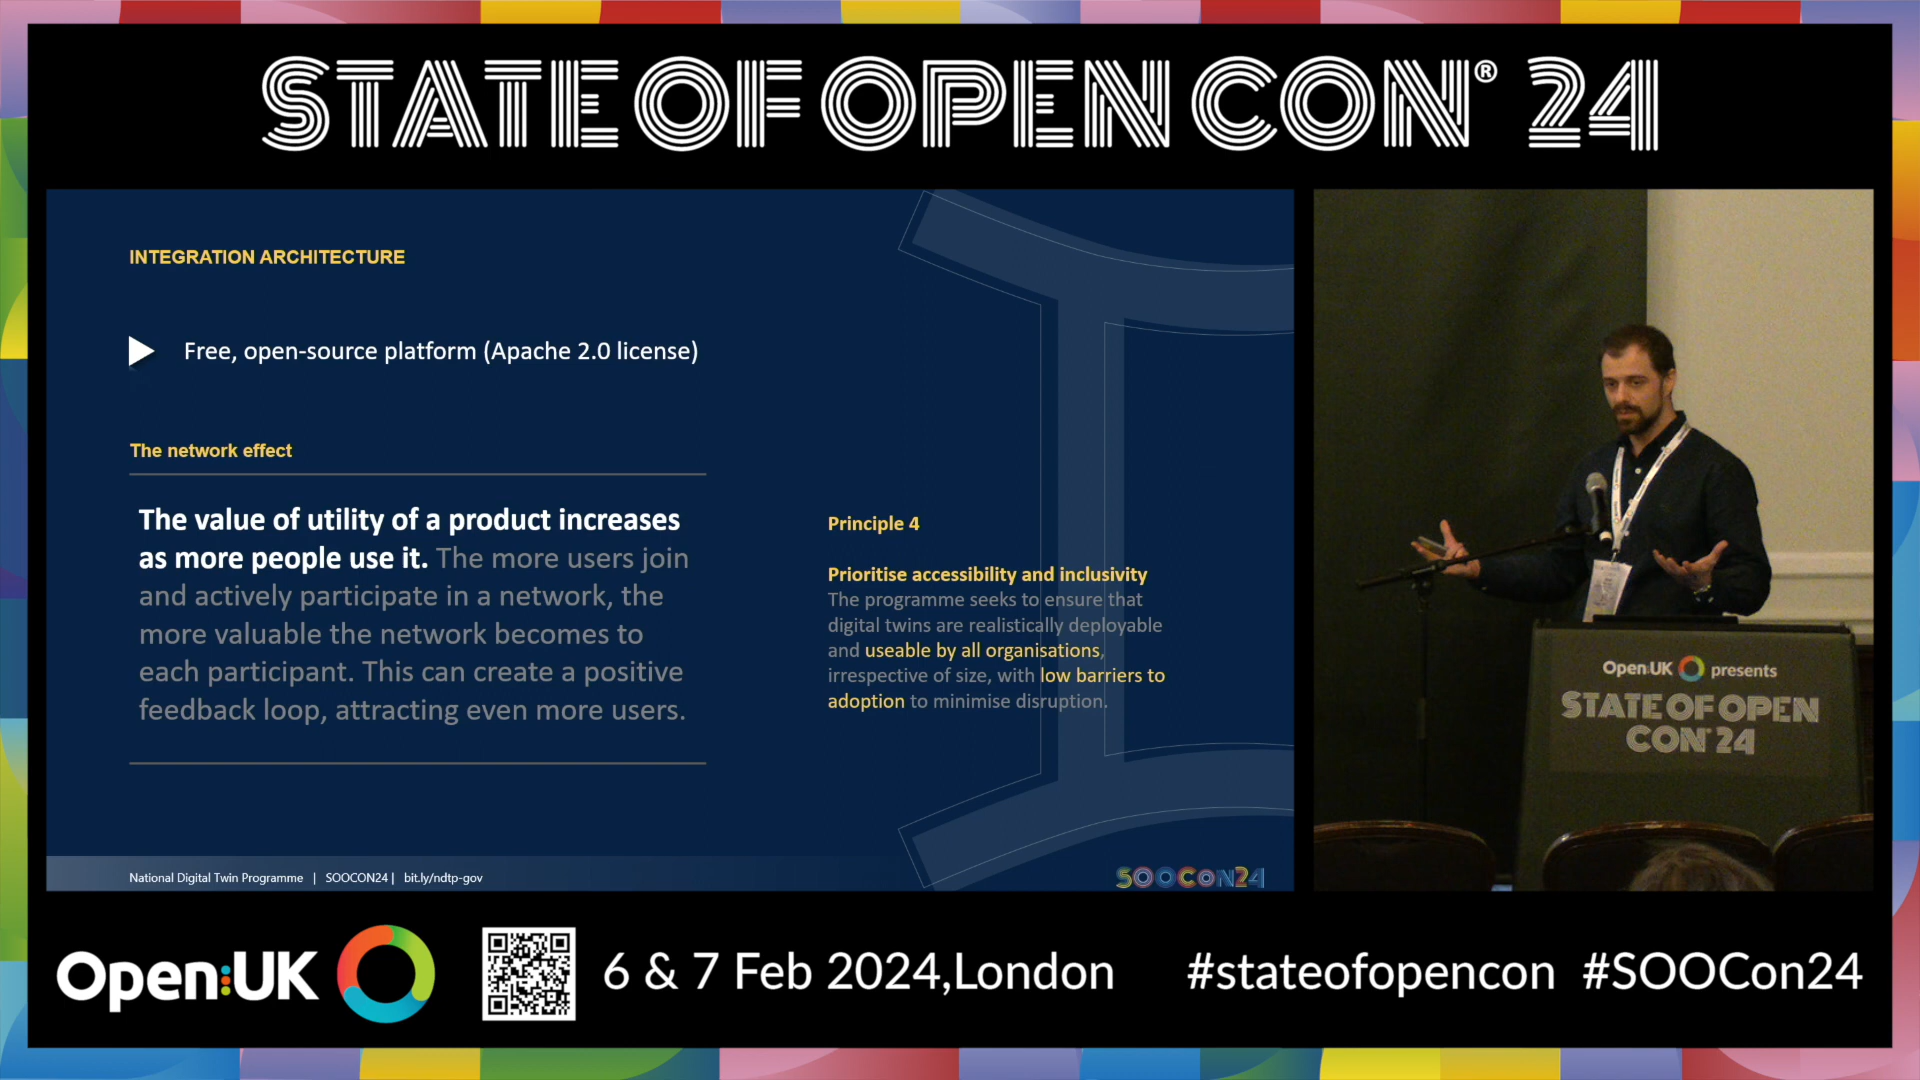 STATE OF OPEN CON® 24
INTEGRATION ARCHITECTURE
Free, open-source platform (Apache 2.0 license)
The network effect
The value of utility of a product increases
as more people use it. The more users join
and actively participate in a network, the
more valuable the network becomes to
each participant. This can create a positive
feedback loop, attracting even more users.
Principle 4
Prioritise accessibility and inclusivity
The programme seeks to ensure that
digital twins are realistically deployable
and useable by all organisations,
irrespective of size, with low barriers to
adoption to minimise disruption.
National Digital Twin Programme | SOOCON24 | bit.ly/ndtp-gov
SOOCON24
Open:UK presents
STATE OF OPEN
CON® 24
Open:UK
6 & 7 Feb 2024,London
#stateofopencon #SOOCon24